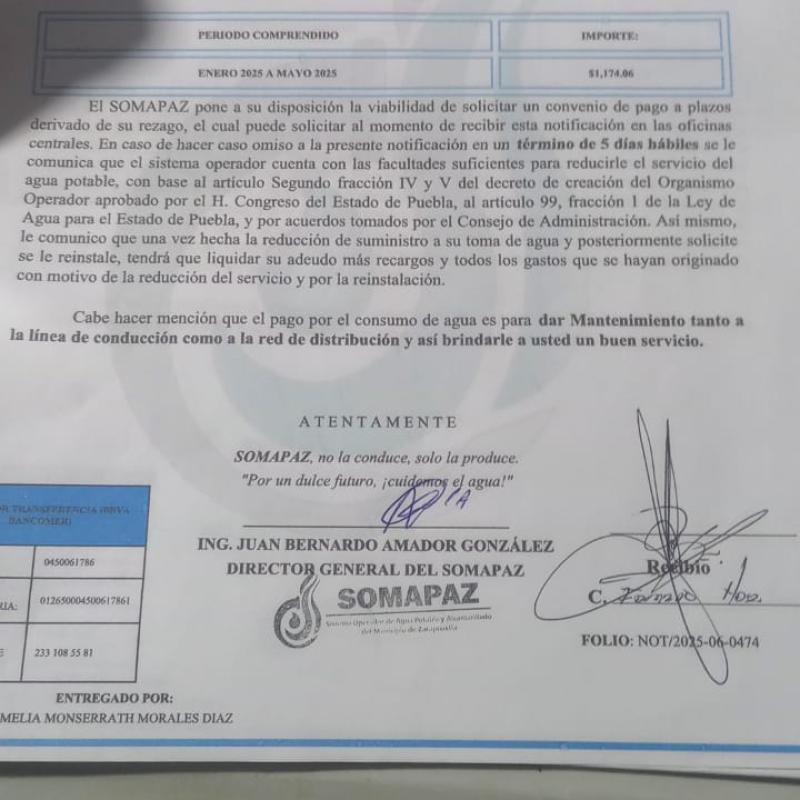 PERIODO COMPRENDIDO IMPORTE:
ENERO 2025 A MAYO 2025 $1,174.06
El SOMAPAZ pone a su disposición la viabilidad de solicitar un convenio de pago a plazos
derivado de su rezago, el cual puede solicitar al momento de recibir esta notificación en las oficinas
centrales. En caso de hacer caso omiso a la presente notificación en un término de 5 días hábiles se le
comunica que el sistema operador cuenta con las facultades suficientes para reducirle el servicio del
agua potable, con base al artículo Segundo fracción IV y V del decreto de creación del Organismo
Operador aprobado por el H. Congreso del Estado de Puebla, al artículo 99, fracción 1 de la Ley de
Agua para el Estado de Puebla, y por acuerdos tomados por el Consejo de Administración. Así mismo,
le comunico que una vez hecha la reducción de suministro a su toma de agua y posteriormente solicite
se le reinstale, tendrá que liquidar su adeudo más recargos y todos los gastos que se hayan originado
con motivo de la reducción del servicio y por la reinstalación.
Cabe hacer mención que el pago por el consumo de agua es para dar Mantenimiento tanto a
la línea de conducción como a la red de distribución y así brindarle a usted un buen servicio.
ATENTAMENTE
SOMAPAZ, no la conduce, solo la produce.
"Por un dulce futuro, ¡cuidemos el agua!"
ING. JUAN BERNARDO AMADOR GONZÁLEZ
DIRECTOR GENERAL DEL SOMAPAZ
SOMAPAZ
Sistema Operador de Agua Potable y Alcantarillado
del Municipio de Zacapoaxtla
Recibió
C.
FOLIO: NOT/2025-06-0474
R TRANSFERENCIA BBVA
BANCOMER)
0450061786
UA: 012650004500617861
E 233 108 55 81
ENTREGADO POR:
MELIA MONSERRATH MORALES DIAZ